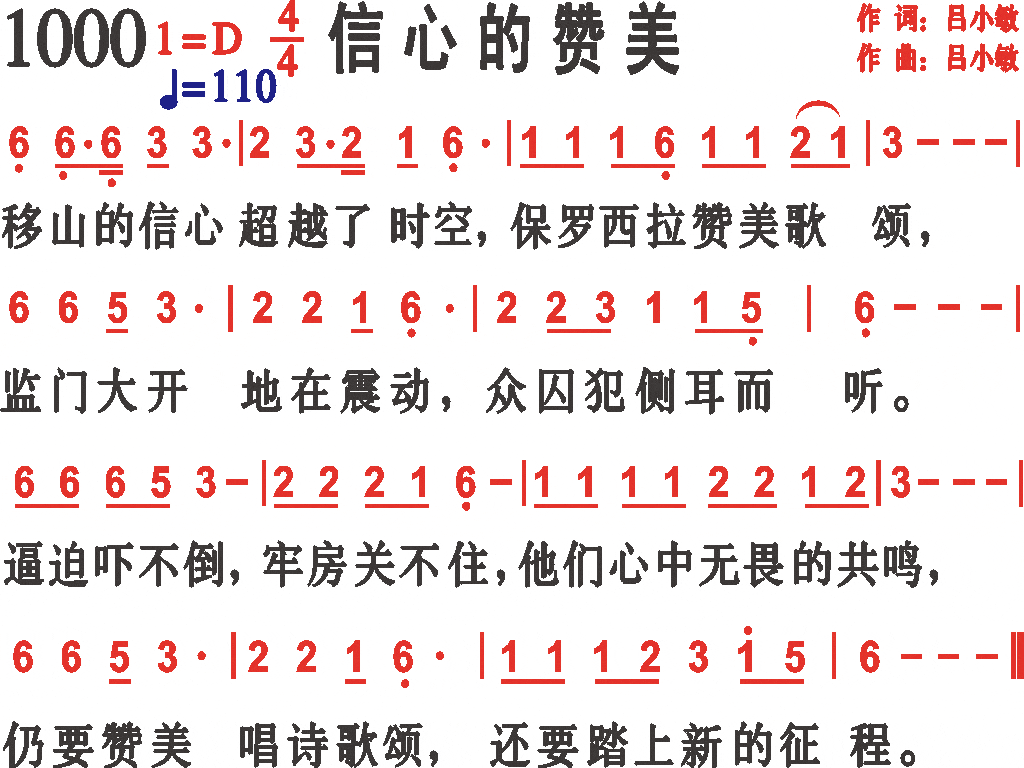 1000 1=D 4/4 信心的赞美 作 词：吕小敏
♩=110 作 曲：吕小敏
6 6·6 3 3·|2 3·2 1 6 ·|1 1 1 6 1 1 2 1|3 - - -|
移山的信心 超越了 时空，保罗西拉赞美歌 颂，
6 6 5 3 ·|2 2 1 6 ·|2 2 3 1 1 5 | 6 - - -|
监门大开 地在震动，众囚犯侧耳而 听。
6 6 6 5 3 -|2 2 2 1 6 -|1 1 1 1 2 2 1 2|3 - - -|
逼迫吓不倒，牢房关不住，他们心中无畏的共鸣，
6 6 5 3 ·|2 2 1 6 ·|1 1 1 2 3 1 5|6 - - -‖
仍要赞美 唱诗歌颂， 还要踏上新的征 程。